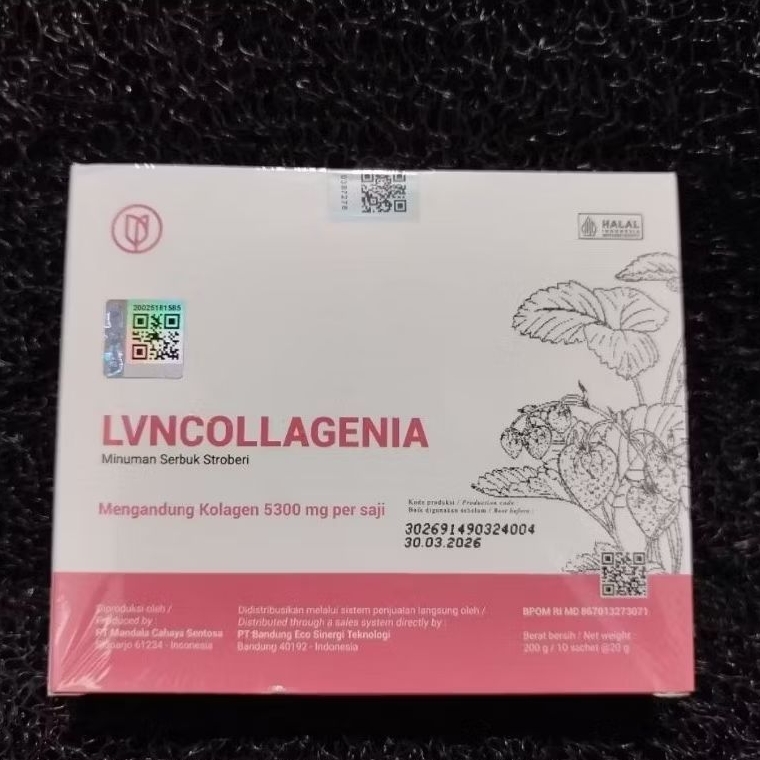 HALAL
INDONESIA
20025181585
LVNCOLLAGENIA
Minuman Serbuk Stroberi
Mengandung Kolagen 5300 mg per saji
Kode produksi / Production code
Baik digunakan sebelum / Best before :
302691490324004
30.03.2026
Diproduksi oleh /
Produced by :
PT Mandala Cahaya Sentosa
61234 - Indonesia
Didistribusikan melalui sistem penjualan langsung oleh /
Distributed through a sales system directly by :
PT Bandung Eco Sinergi Teknologi
Bandung 40192 - Indonesia
BPOM RI MD 867013273071
Berat bersih / Net weight
200 g / 10 sachet @20 g